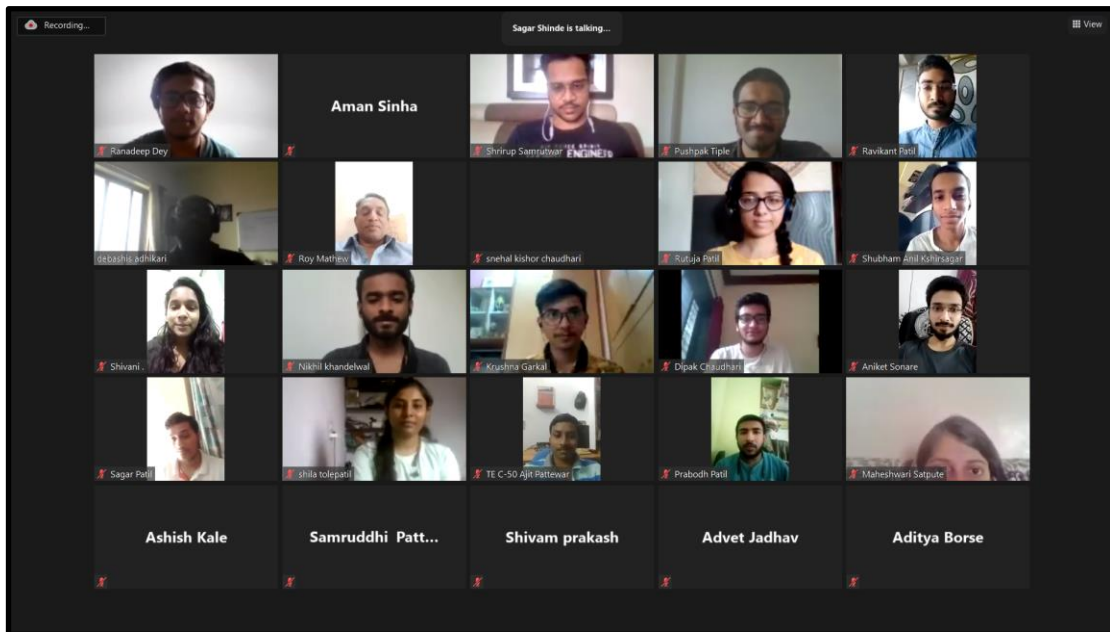 Recording...
Sagar Shinde is talking...
View
Ranadeep Dey
Aman Sinha
Shrirup Samrutwar
ENGINEER
Pushpak Tiple
Ravikant Patil
debashis adhikari
Roy Mathew
snehal kishor chaudhari
Rutuja Patil
Shubham Anil Kshirsagar
Shivani .
Nikhil khandelwal
Krushna Garkal
Dipak Chaudhari
Aniket Sonare
Sagar Patil
shila tolepatil
TE C-50 Ajit Pattewar
Prabodh Patil
Maheshwari Satpute
Ashish Kale
Samruddhi Patt...
Shivam prakash
Advet Jadhav
Aditya Borse